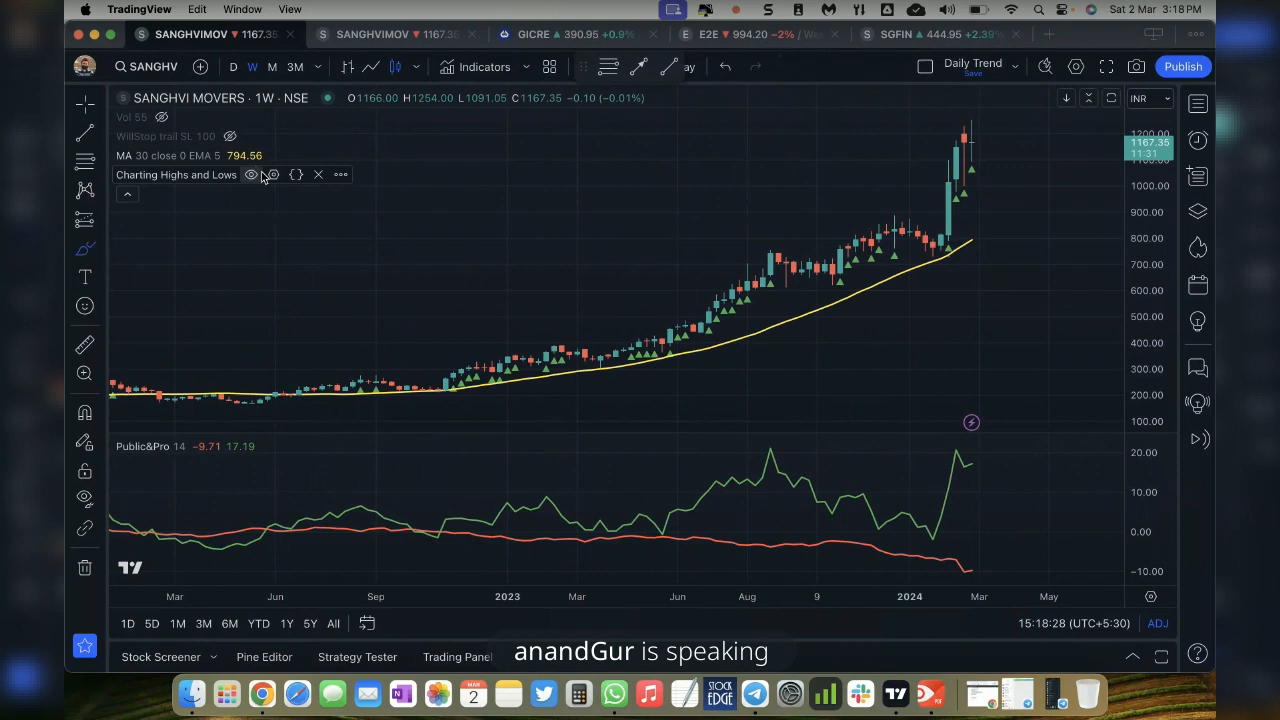 TradingView Edit Window View
Sat 2 Mar 3:18 PM
SANGHVIMOV 1167.35 SANGHVIMOV 1167.35 GICRE 390.95 +0.9% E2E 994.20 −2% SGFIN 444.95 +2.39%
SANGHV D W M 3M Indicators Daily Trend Save Publish
SANGHVI MOVERS · 1W · NSE O1166.00 H1254.00 L1091.05 C1167.35 −0.10 (−0.01%) INR
Vol 55
WillStop trail SL 100
MA 30 close 0 EMA 5 794.56
Charting Highs and Lows
1200.00
1167.35
11:31
1100.00
1000.00
900.00
800.00
700.00
600.00
500.00
400.00
300.00
200.00
100.00
Public&Pro 14 −9.71 17.19
20.00
10.00
0.00
−10.00
Mar Jun Sep 2023 Mar Jun Aug 9 2024 Mar May
1D 5D 1M 3M 6M YTD 1Y 5Y All 15:18:28 (UTC+5:30) ADJ
anandGur is speaking
Stock Screener Pine Editor Strategy Tester Trading Panel
MAR
2
STOCK
EDGE